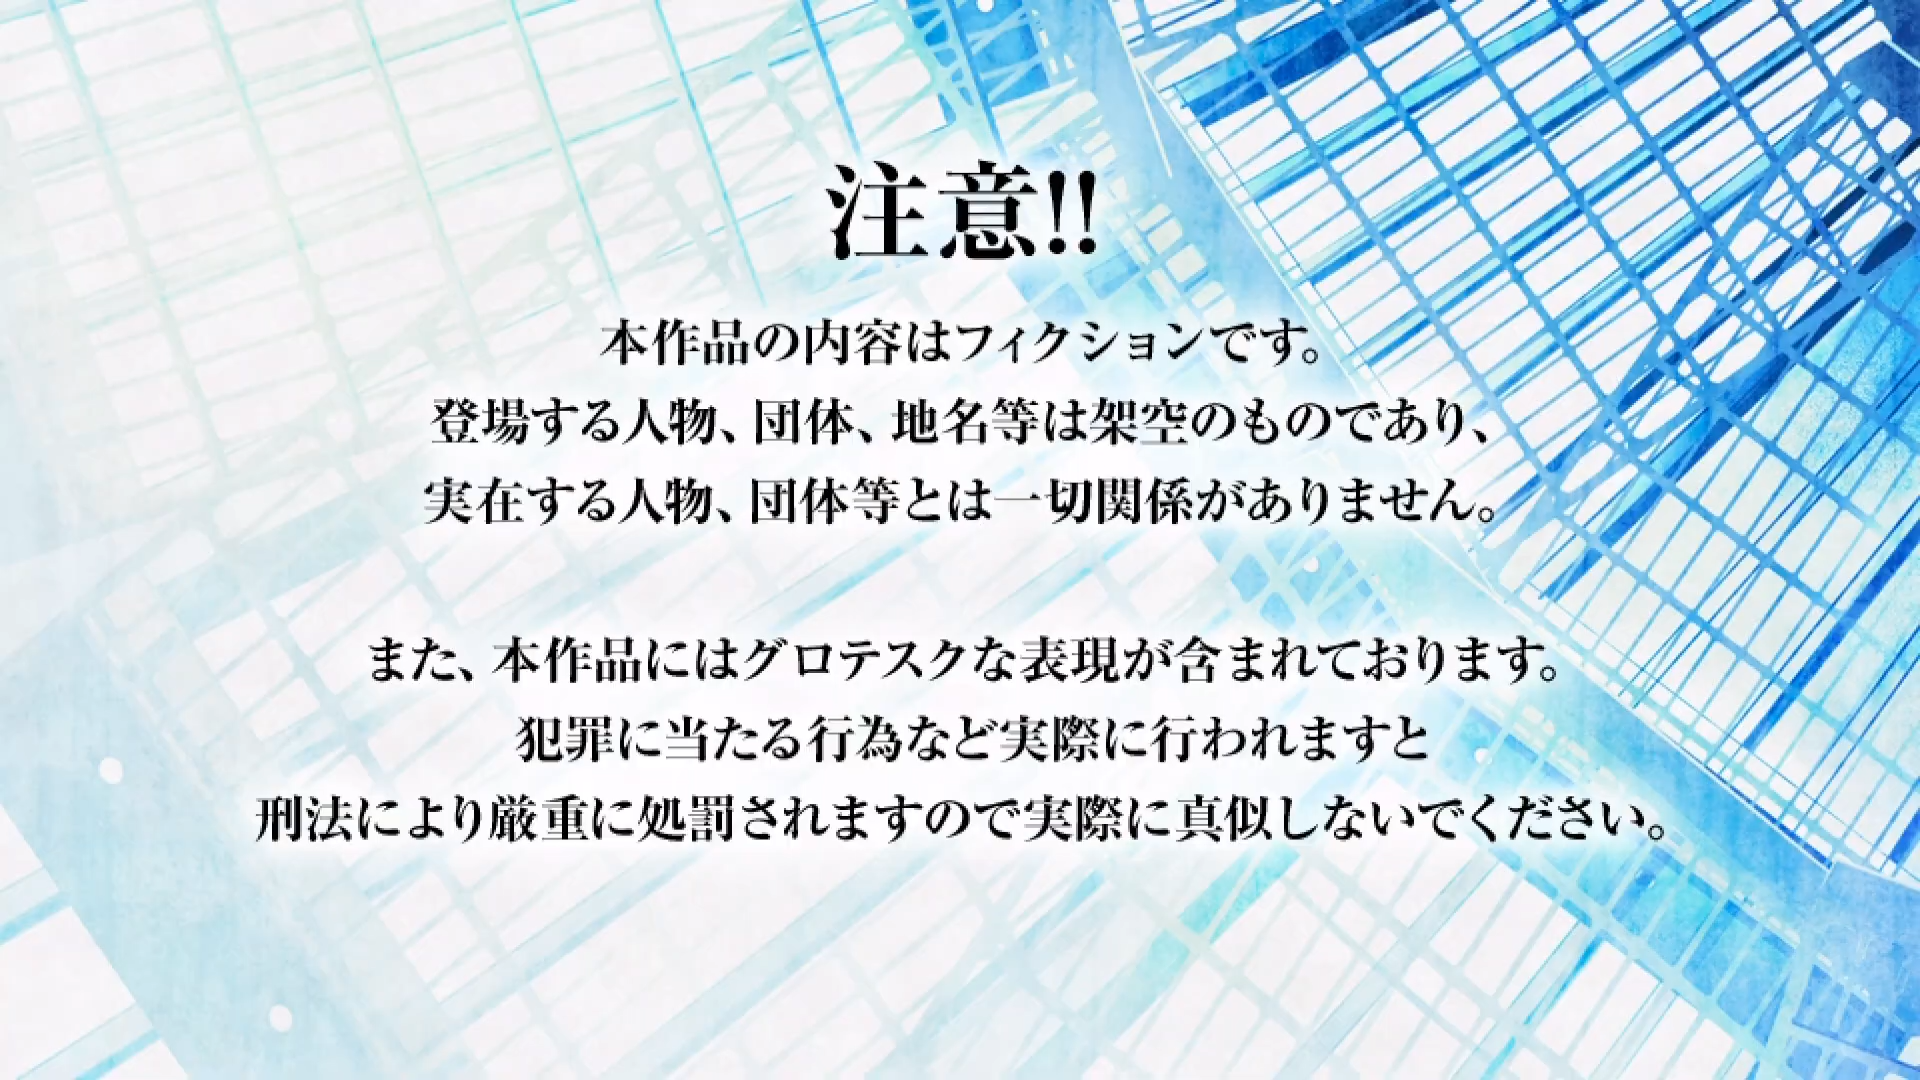 注意!!
本作品の内容はフィクションです。
登場する人物、団体、地名等は架空のものであり、
実在する人物、団体等とは一切関係がありません。
また、本作品にはグロテスクな表現が含まれております。
犯罪に当たる行為など実際に行われますと
刑法により厳重に処罰されますので実際に真似しないでください。